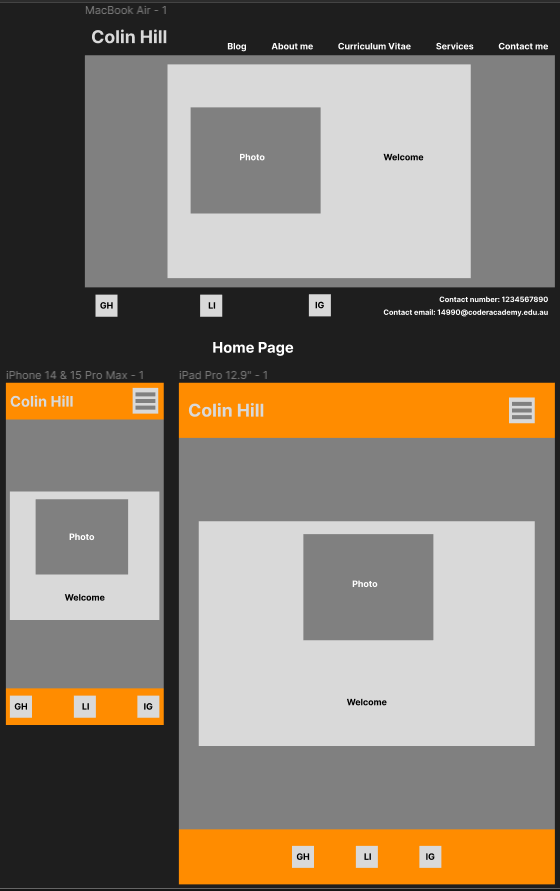 MacBook Air - 1
Colin Hill
Blog About me Curriculum Vitae Services Contact me
Photo
Welcome
GH LI IG
Contact number: 1234567890
Contact email: 14990@coderacademy.edu.au
Home Page
iPhone 14 & 15 Pro Max - 1
Colin Hill
Photo
Welcome
GH LI IG
iPad Pro 12.9" - 1
Colin Hill
Photo
Welcome
GH LI IG